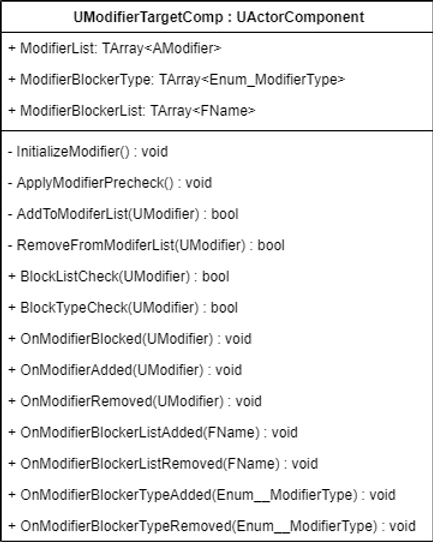 UModifierTargetComp : UActorComponent
+ ModifierList: TArray<AModifier>
+ ModifierBlockerType: TArray<Enum_ModifierType>
+ ModifierBlockerList: TArray<FName>
- InitializeModifier() : void
- ApplyModifierPrecheck() : void
- AddToModiferList(UModifier) : bool
- RemoveFromModiferList(UModifier) : bool
+ BlockListCheck(UModifier) : bool
+ BlockTypeCheck(UModifier) : bool
+ OnModifierBlocked(UModifier) : void
+ OnModifierAdded(UModifier) : void
+ OnModifierRemoved(UModifier) : void
+ OnModifierBlockerListAdded(FName) : void
+ OnModifierBlockerListRemoved(FName) : void
+ OnModifierBlockerTypeAdded(Enum__ModifierType) : void
+ OnModifierBlockerTypeRemoved(Enum__ModifierType) : void